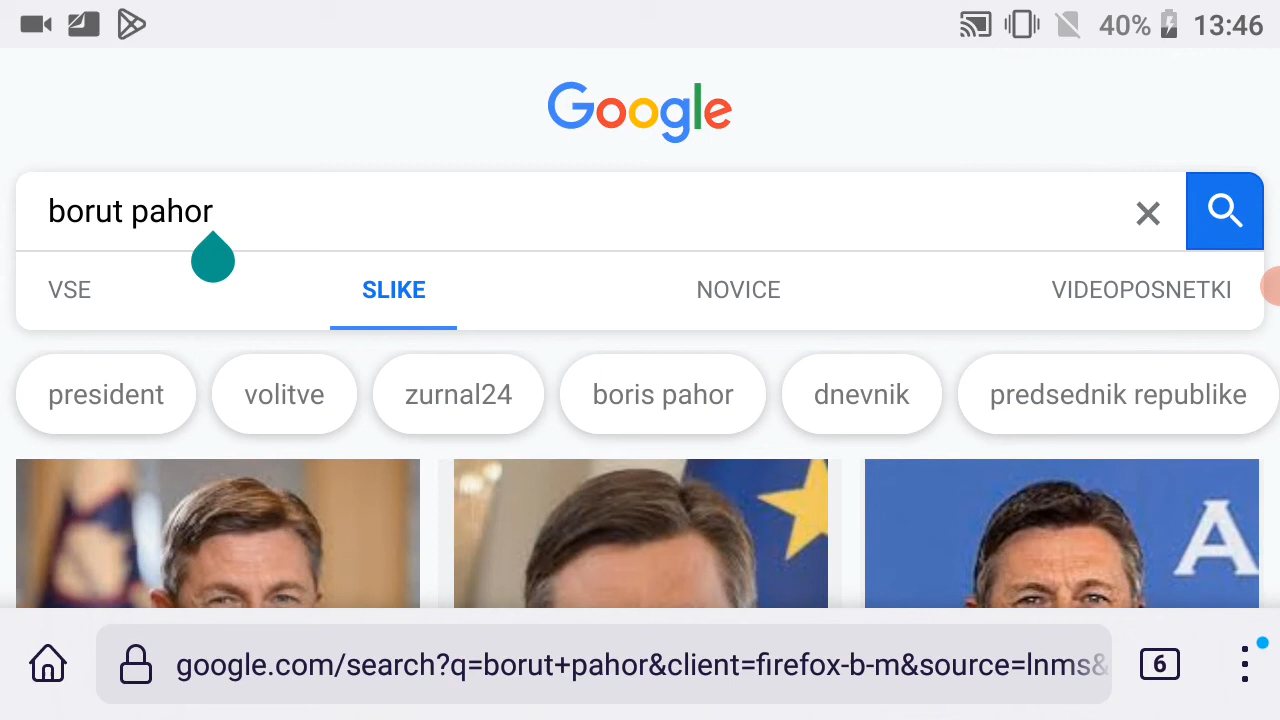 40% 13:46
Google
borut pahor
VSE SLIKE NOVICE VIDEOPOSNETKI
president volitve zurnal24 boris pahor dnevnik predsednik republike
A
google.com/search?q=borut+pahor&client=firefox-b-m&source=lnms& 6